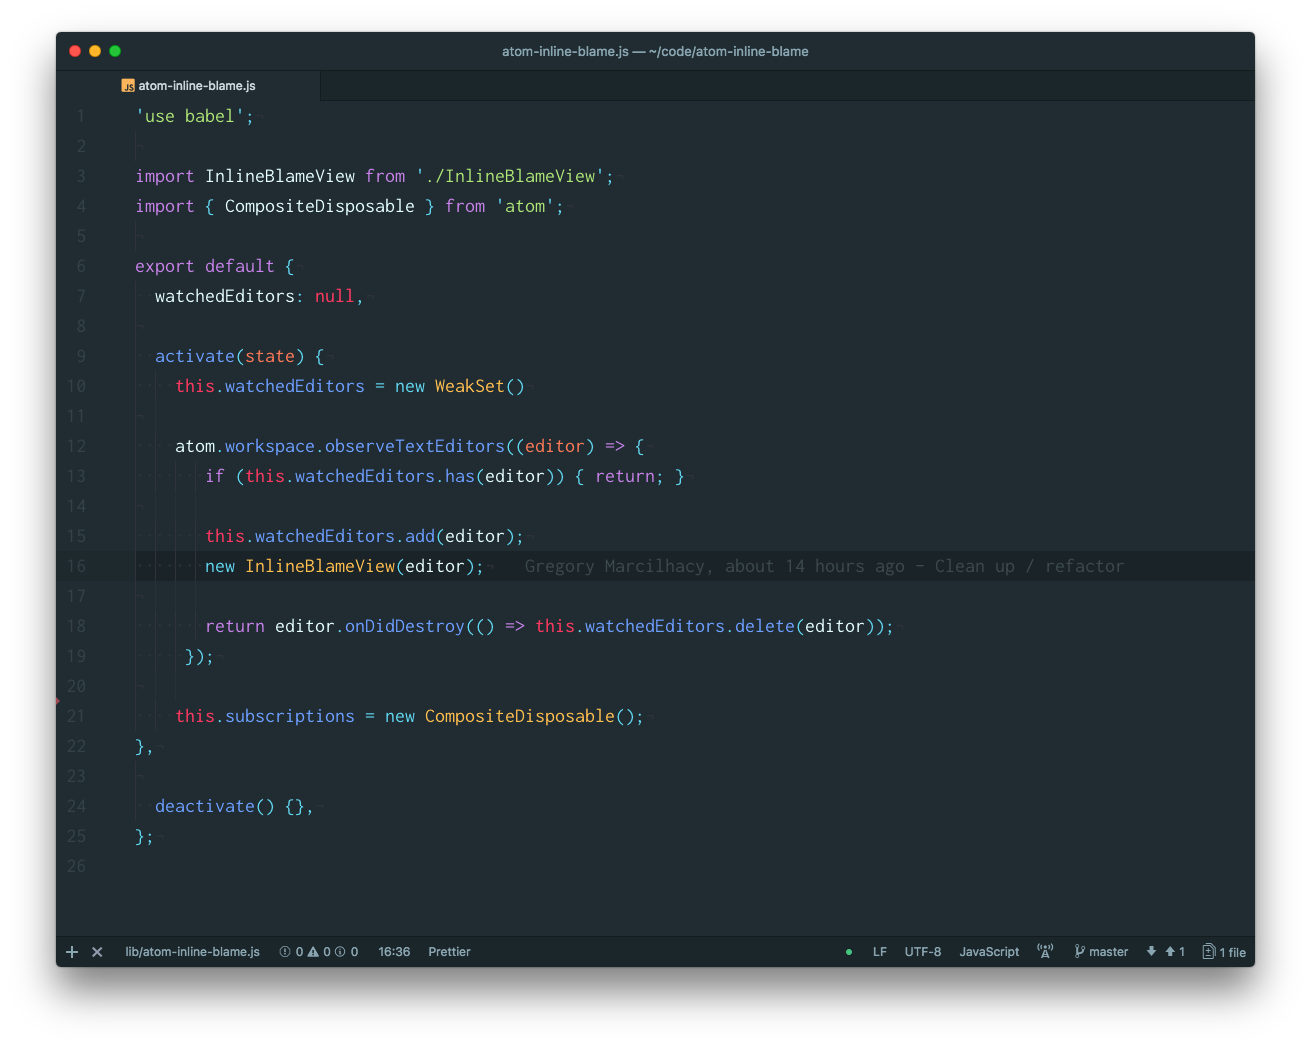 atom-inline-blame.js — ~/code/atom-inline-blame
JS atom-inline-blame.js
1 'use babel';
2
3 import InlineBlameView from './InlineBlameView';
4 import { CompositeDisposable } from 'atom';
5
6 export default {
7 watchedEditors: null,
8
9 activate(state) {
10 this.watchedEditors = new WeakSet()
11
12 atom.workspace.observeTextEditors((editor) => {
13 if (this.watchedEditors.has(editor)) { return; }
14
15 this.watchedEditors.add(editor);
16 new InlineBlameView(editor); Gregory Marcilhacy, about 14 hours ago - Clean up / refactor
17
18 return editor.onDidDestroy(() => this.watchedEditors.delete(editor));
19 });
20
21 this.subscriptions = new CompositeDisposable();
22 },
23
24 deactivate() {},
25 };
26
lib/atom-inline-blame.js 0 0 0 16:36 Prettier LF UTF-8 JavaScript master 1 1 file